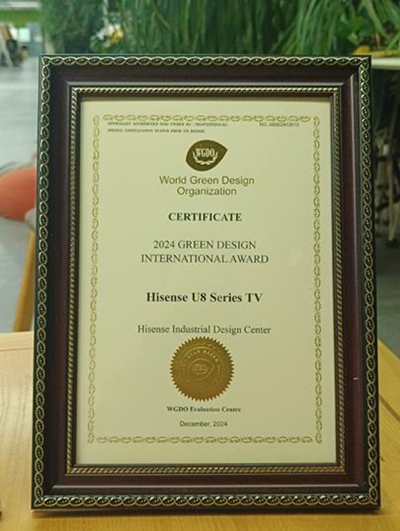 WGDO
World Green Design
Organization
CERTIFICATE
2024 GREEN DESIGN
INTERNATIONAL AWARD
Hisense U8 Series TV
Hisense Industrial Design Center
WGDO Evaluation Centre
December, 2024